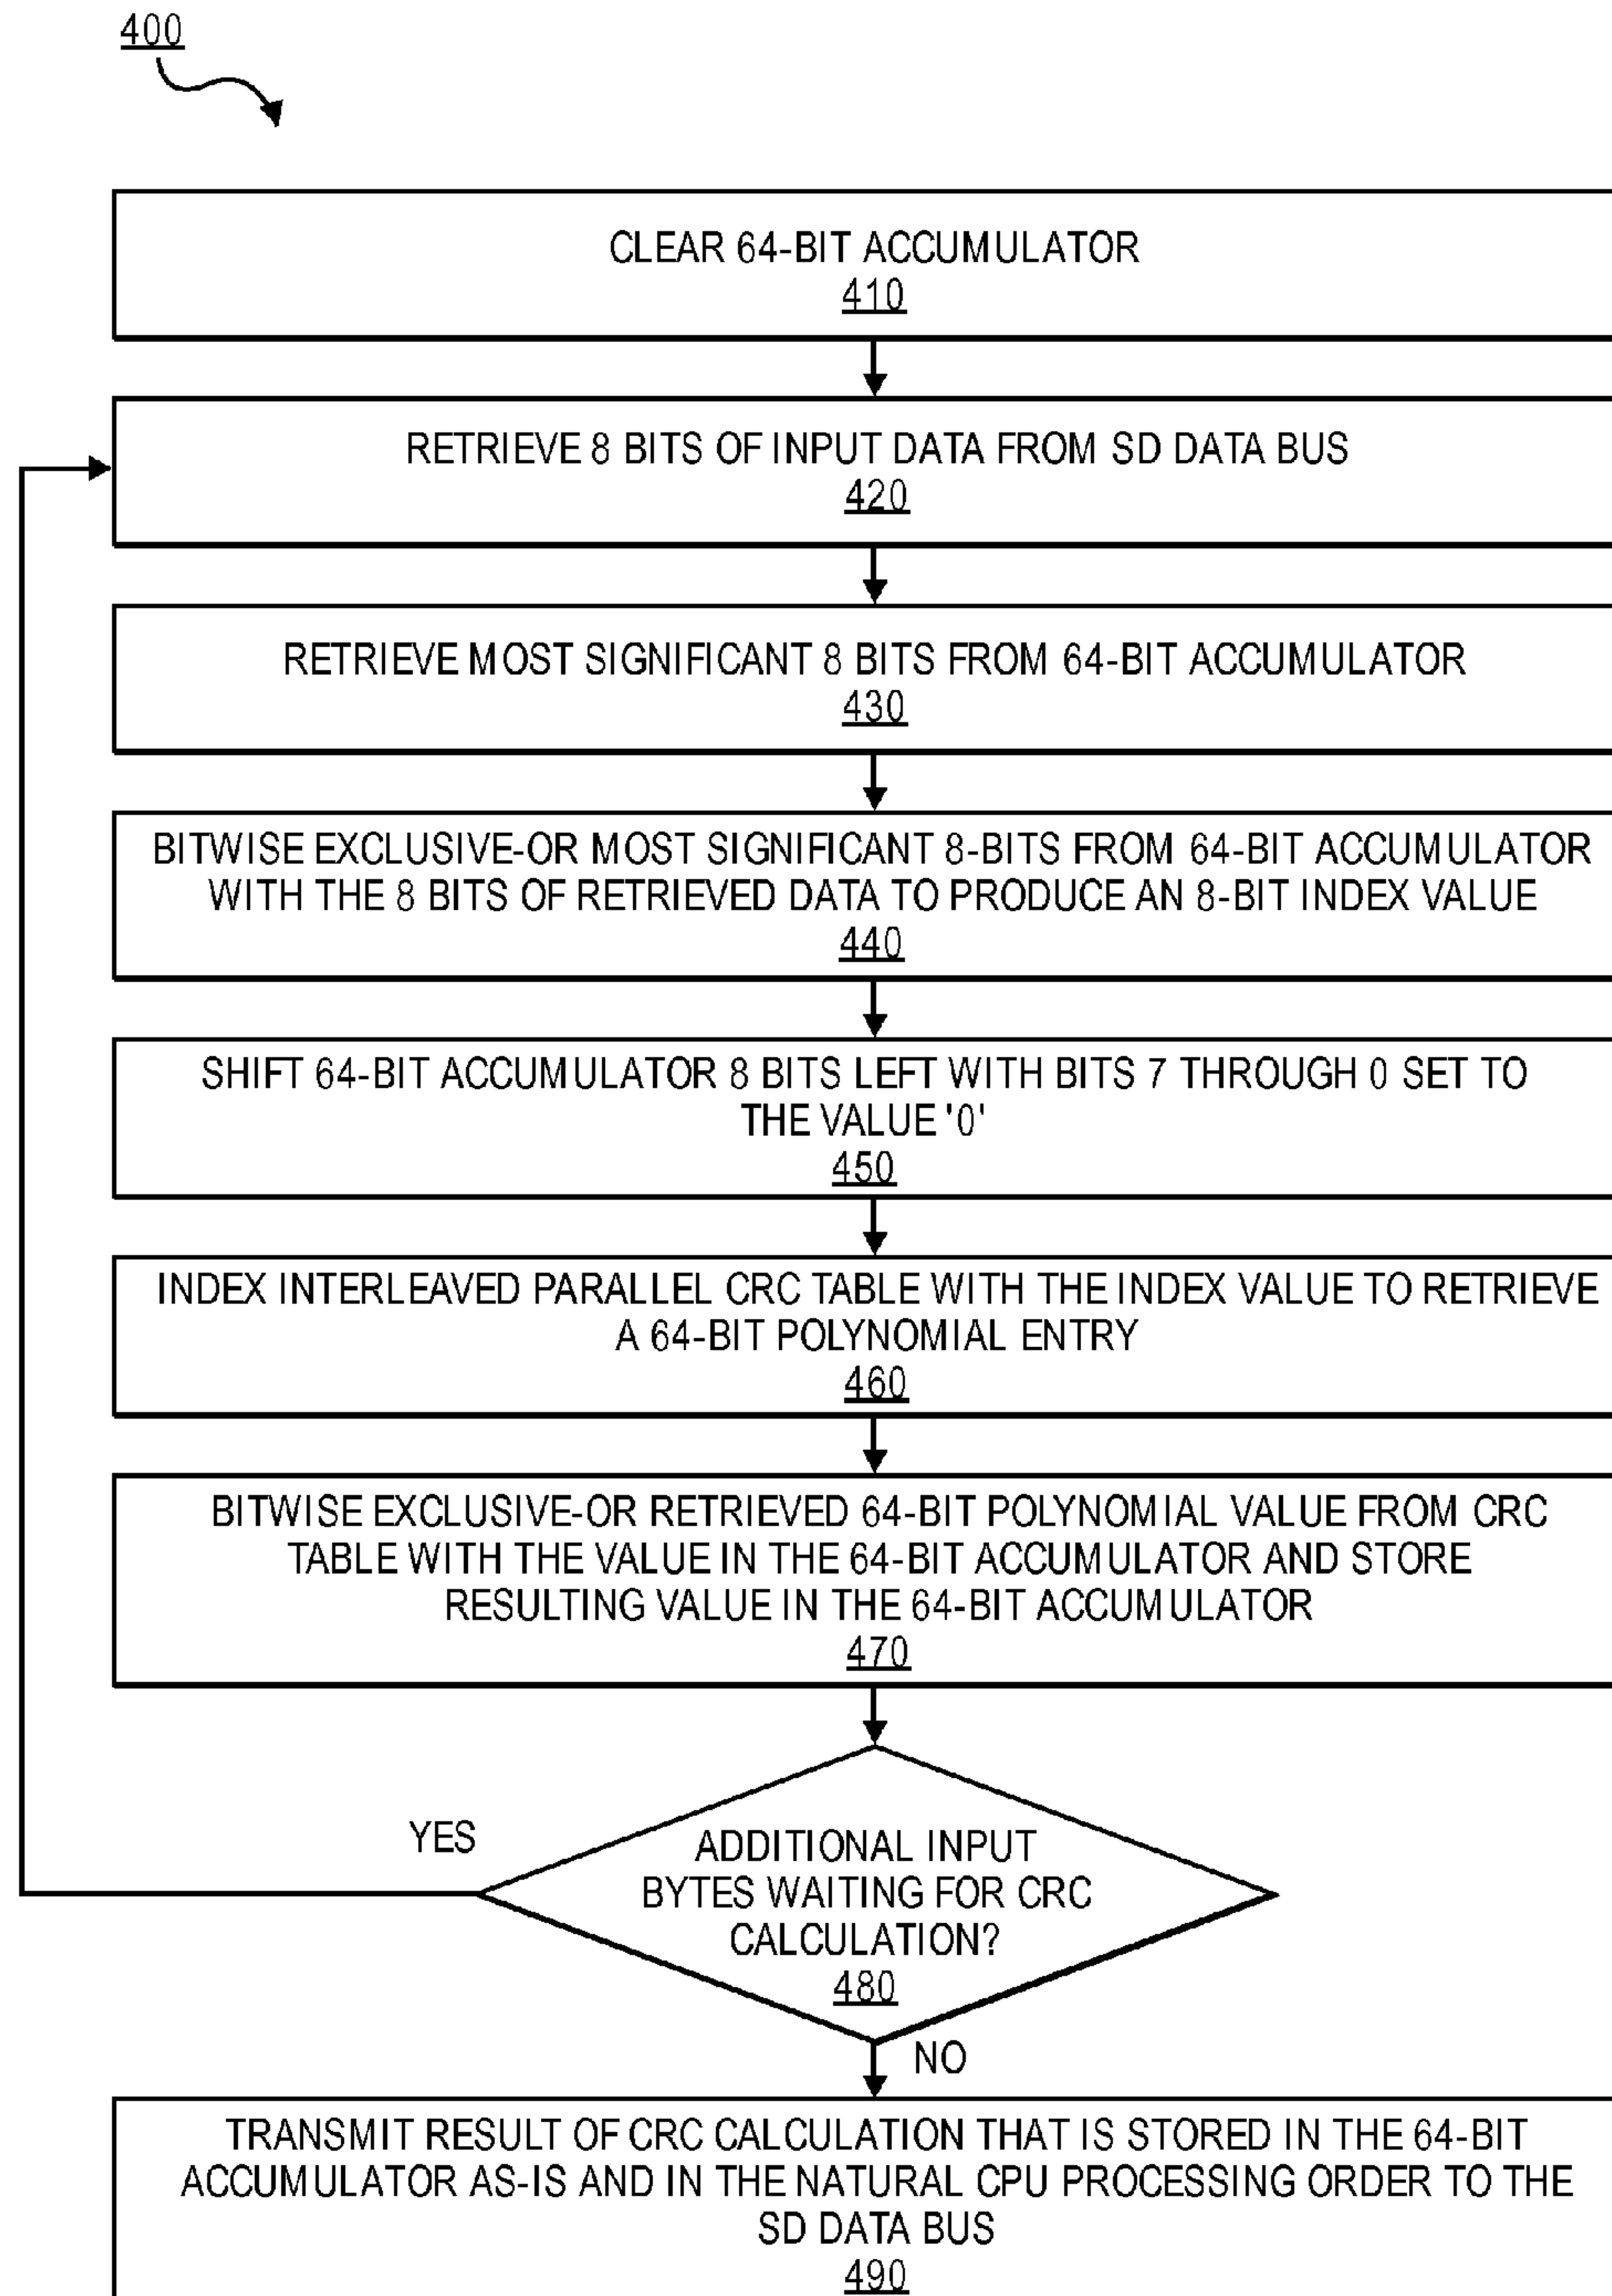 400
CLEAR 64-BIT ACCUMULATOR
410
RETRIEVE 8 BITS OF INPUT DATA FROM SD DATA BUS
420
RETRIEVE MOST SIGNIFICANT 8 BITS FROM 64-BIT ACCUMULATOR
430
BITWISE EXCLUSIVE-OR MOST SIGNIFICANT 8-BITS FROM 64-BIT ACCUMULATOR
WITH THE 8 BITS OF RETRIEVED DATA TO PRODUCE AN 8-BIT INDEX VALUE
440
SHIFT 64-BIT ACCUMULATOR 8 BITS LEFT WITH BITS 7 THROUGH 0 SET TO
THE VALUE '0'
450
INDEX INTERLEAVED PARALLEL CRC TABLE WITH THE INDEX VALUE TO RETRIEVE
A 64-BIT POLYNOMIAL ENTRY
460
BITWISE EXCLUSIVE-OR RETRIEVED 64-BIT POLYNOMIAL VALUE FROM CRC
TABLE WITH THE VALUE IN THE 64-BIT ACCUMULATOR AND STORE
RESULTING VALUE IN THE 64-BIT ACCUMULATOR
470
YES
ADDITIONAL INPUT
BYTES WAITING FOR CRC
CALCULATION?
480
NO
TRANSMIT RESULT OF CRC CALCULATION THAT IS STORED IN THE 64-BIT
ACCUMULATOR AS-IS AND IN THE NATURAL CPU PROCESSING ORDER TO THE
SD DATA BUS
490